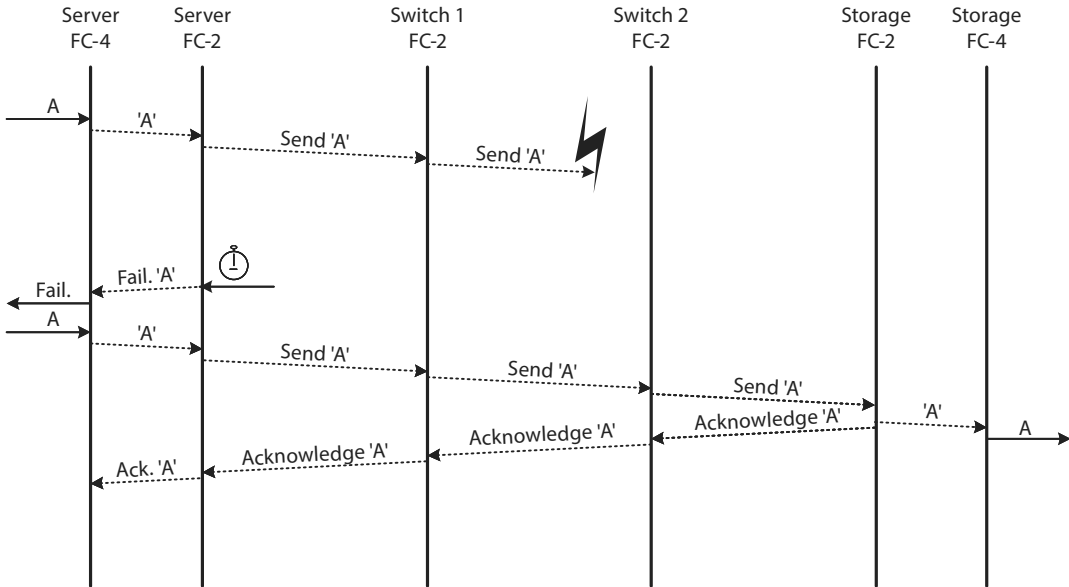 Server
FC-4
Server
FC-2
Switch 1
FC-2
Switch 2
FC-2
Storage
FC-2
Storage
FC-4
A
'A'
Send 'A'
Send 'A'
Fail. 'A'
Fail.
A
'A'
Send 'A'
Send 'A'
Send 'A'
'A'
A
Acknowledge 'A'
Acknowledge 'A'
Acknowledge 'A'
Ack. 'A'